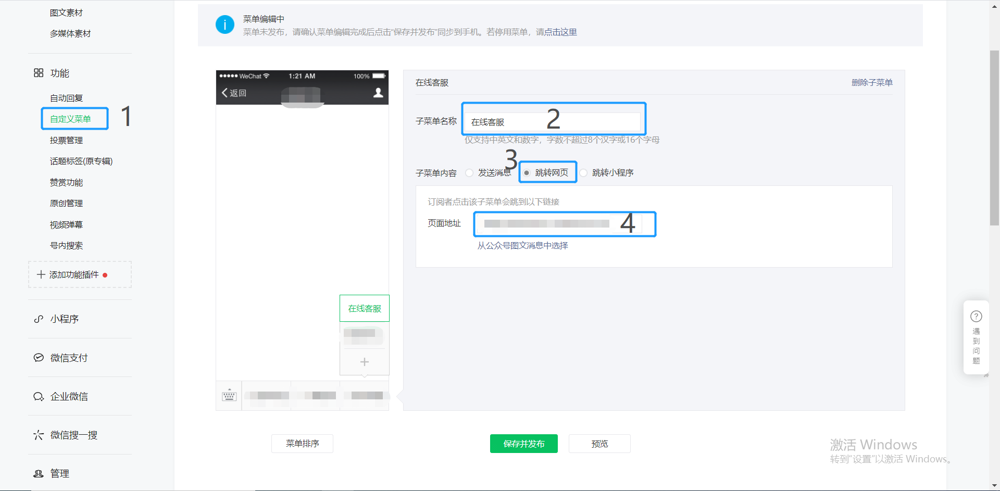 图文素材
多媒体素材
功能
自动回复
自定义菜单
1
投票管理
话题标签(原专辑)
赞赏功能
原创管理
视频弹幕
号内搜索
添加功能插件
小程序
微信支付
企业微信
微信搜一搜
管理
菜单编辑中
菜单未发布，请确认菜单编辑完成后点击“保存并发布”同步到手机。若停用菜单，请点击这里
WeChat 1:21 AM 100%
返回
在线客服
菜单排序
在线客服 删除子菜单
子菜单名称 在线客服 2
仅支持中英文和数字，字数不超过8个汉字或16个字母
3
子菜单内容 发送消息 跳转网页 跳转小程序
订阅者点击该子菜单会跳到以下链接
页面地址 4
从公众号图文消息中选择
保存并发布 预览
遇到问题
激活 Windows
转到“设置”以激活 Windows。